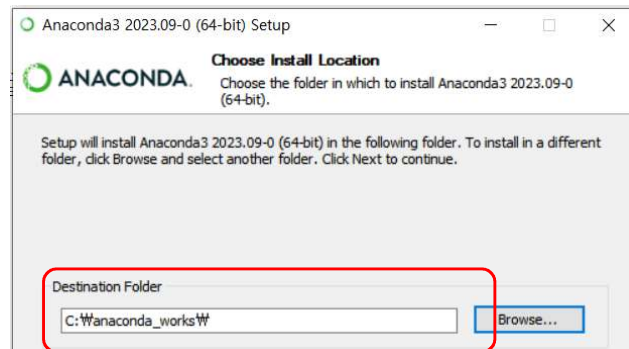 Anaconda3 2023.09-0 (64-bit) Setup
ANACONDA.
Choose Install Location
Choose the folder in which to install Anaconda3 2023.09-0
(64-bit).
Setup will install Anaconda3 2023.09-0 (64-bit) in the following folder. To install in a different
folder, click Browse and select another folder. Click Next to continue.
Destination Folder
C:₩anaconda_works₩
Browse...